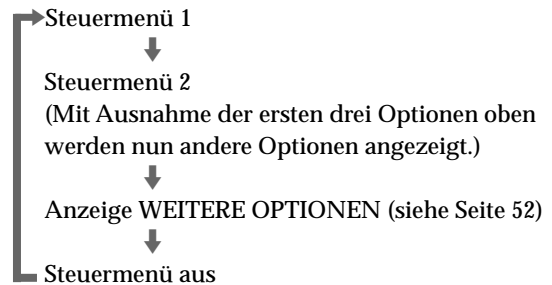 Steuermenü 1
Steuermenü 2
(Mit Ausnahme der ersten drei Optionen oben
werden nun andere Optionen angezeigt.)
Anzeige WEITERE OPTIONEN (siehe Seite 52)
Steuermenü aus